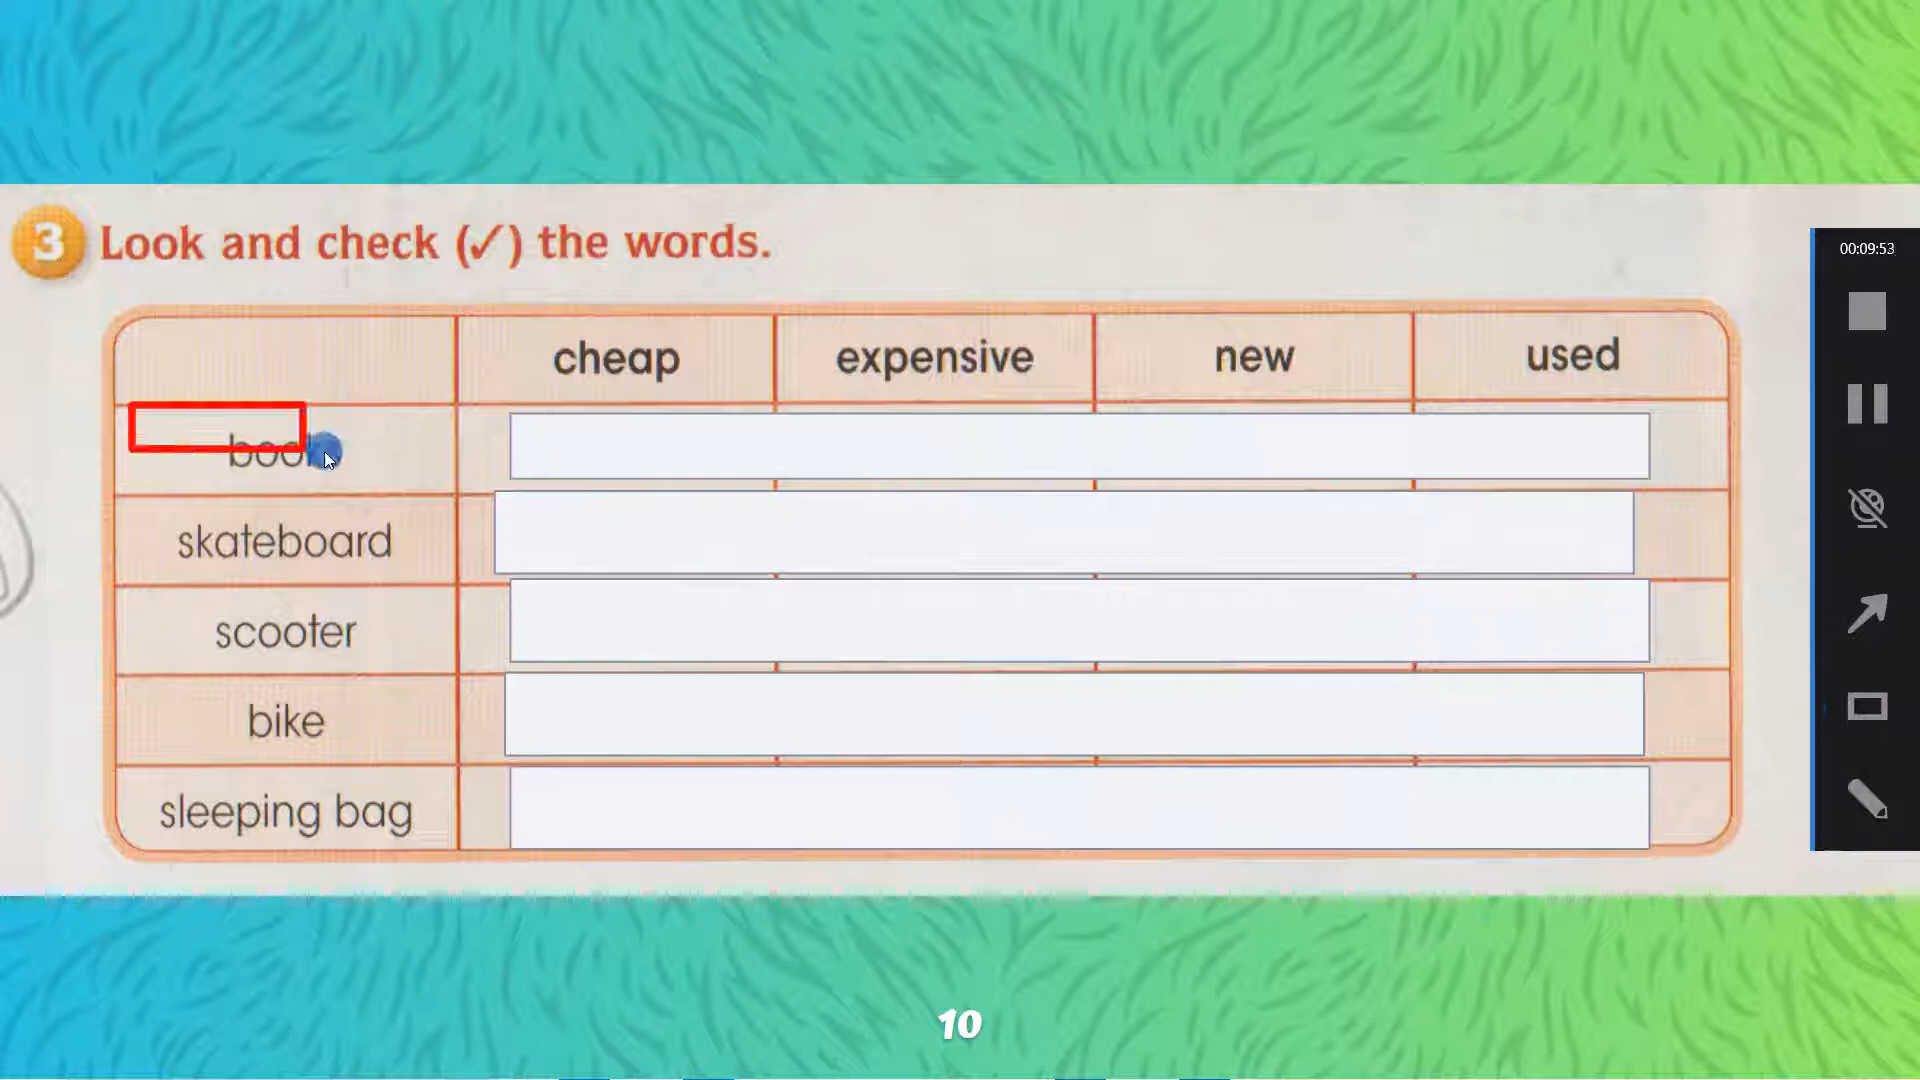 3 Look and check (✓) the words.
cheap expensive new used
book
skateboard
scooter
bike
sleeping bag
00:09:53
10